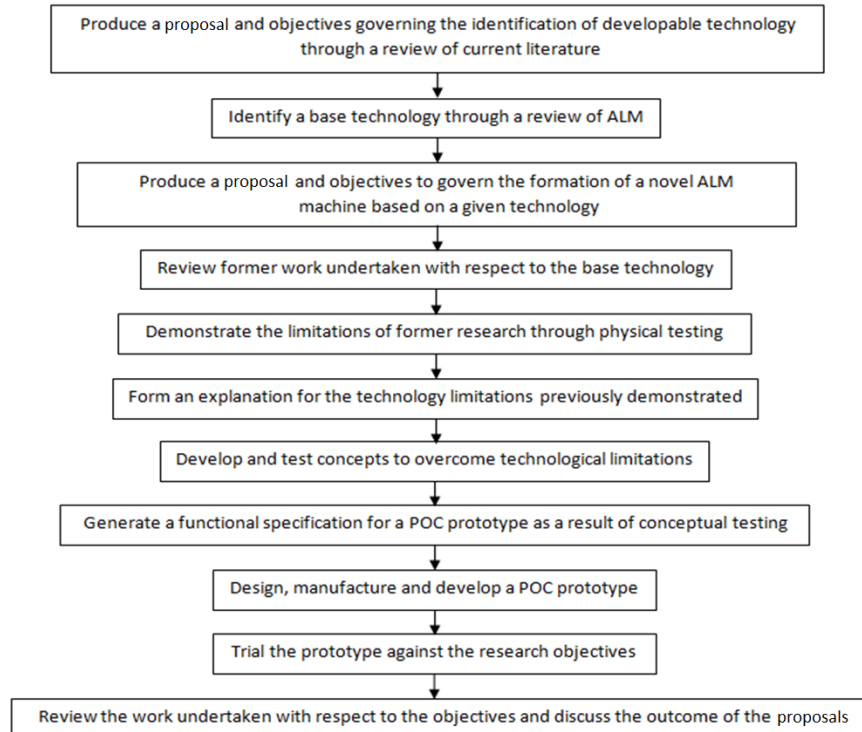 Produce a proposal and objectives governing the identification of developable technology
through a review of current literature
Identify a base technology through a review of ALM
Produce a proposal and objectives to govern the formation of a novel ALM
machine based on a given technology
Review former work undertaken with respect to the base technology
Demonstrate the limitations of former research through physical testing
Form an explanation for the technology limitations previously demonstrated
Develop and test concepts to overcome technological limitations
Generate a functional specification for a POC prototype as a result of conceptual testing
Design, manufacture and develop a POC prototype
Trial the prototype against the research objectives
Review the work undertaken with respect to the objectives and discuss the outcome of the proposals